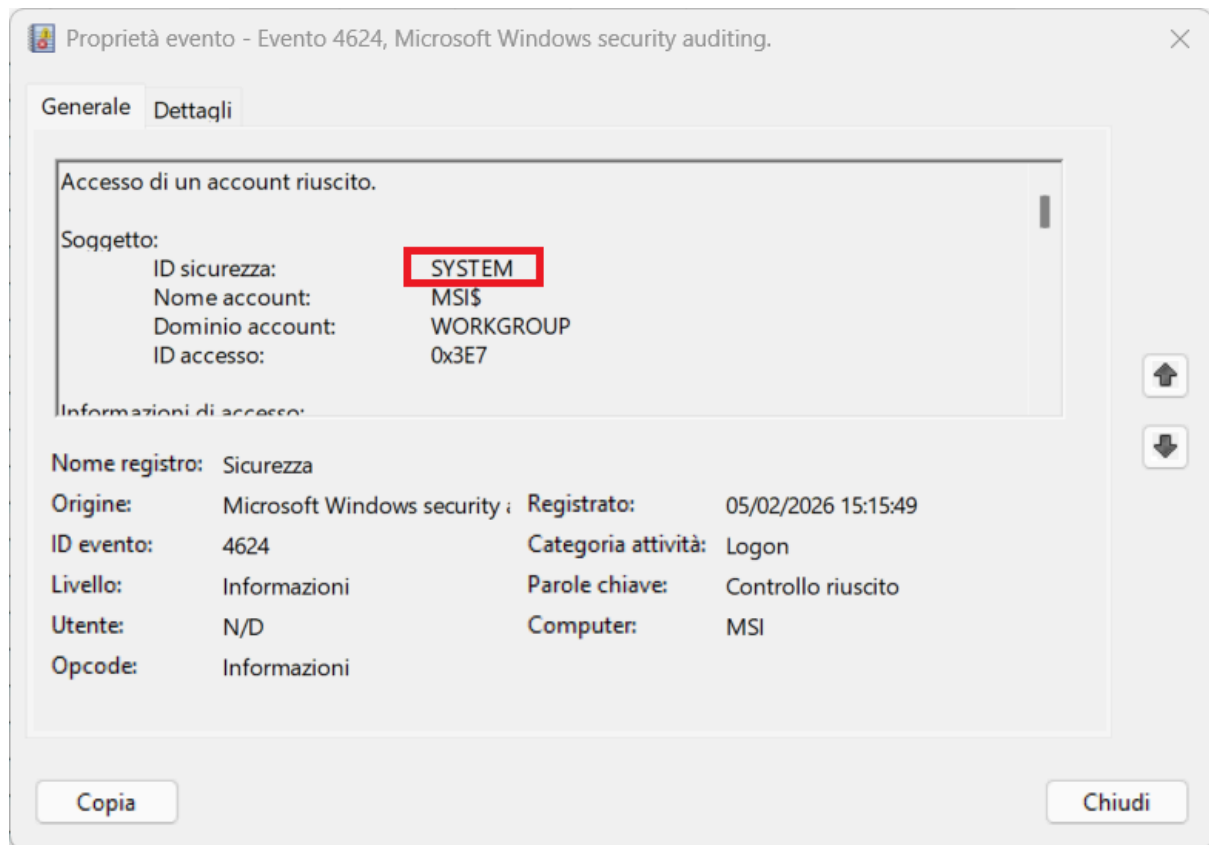 Proprietà evento - Evento 4624, Microsoft Windows security auditing.
Generale Dettagli
Accesso di un account riuscito.
Soggetto:
ID sicurezza: SYSTEM
Nome account: MSI$
Dominio account: WORKGROUP
ID accesso: 0x3E7
Informazioni di accesso:
Nome registro: Sicurezza
Origine: Microsoft Windows security Registrato: 05/02/2026 15:15:49
ID evento: 4624 Categoria attività: Logon
Livello: Informazioni Parole chiave: Controllo riuscito
Utente: N/D Computer: MSI
Opcode: Informazioni
Copia Chiudi